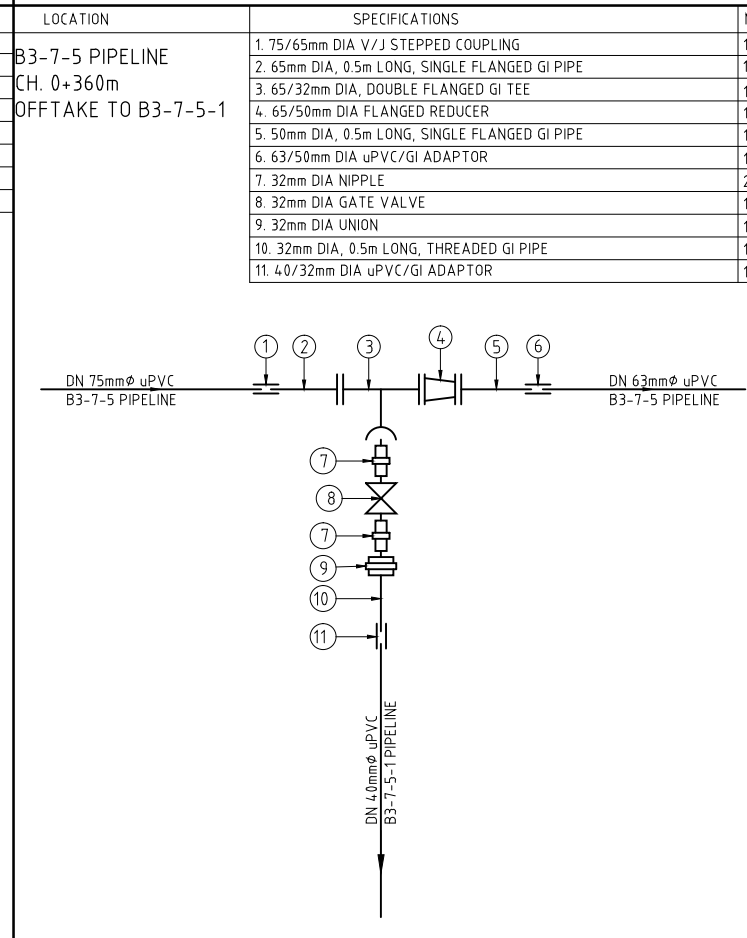 LOCATION
SPECIFICATIONS
B3-7-5 PIPELINE
CH. 0+360m
OFFTAKE TO B3-7-5-1
1. 75/65mm DIA V/J STEPPED COUPLING
2. 65mm DIA, 0.5m LONG, SINGLE FLANGED GI PIPE
3. 65/32mm DIA, DOUBLE FLANGED GI TEE
4. 65/50mm DIA FLANGED REDUCER
5. 50mm DIA, 0.5m LONG, SINGLE FLANGED GI PIPE
6. 63/50mm DIA uPVC/GI ADAPTOR
7. 32mm DIA NIPPLE
8. 32mm DIA GATE VALVE
9. 32mm DIA UNION
10. 32mm DIA, 0.5m LONG, THREADED GI PIPE
11. 40/32mm DIA uPVC/GI ADAPTOR
1
2
3
4
5
6
DN 75mmϕ uPVC
B3-7-5 PIPELINE
DN 63mmϕ uPVC
B3-7-5 PIPELINE
7
8
7
9
10
11
DN 40mmϕ uPVC
B3-7-5-1 PIPELINE